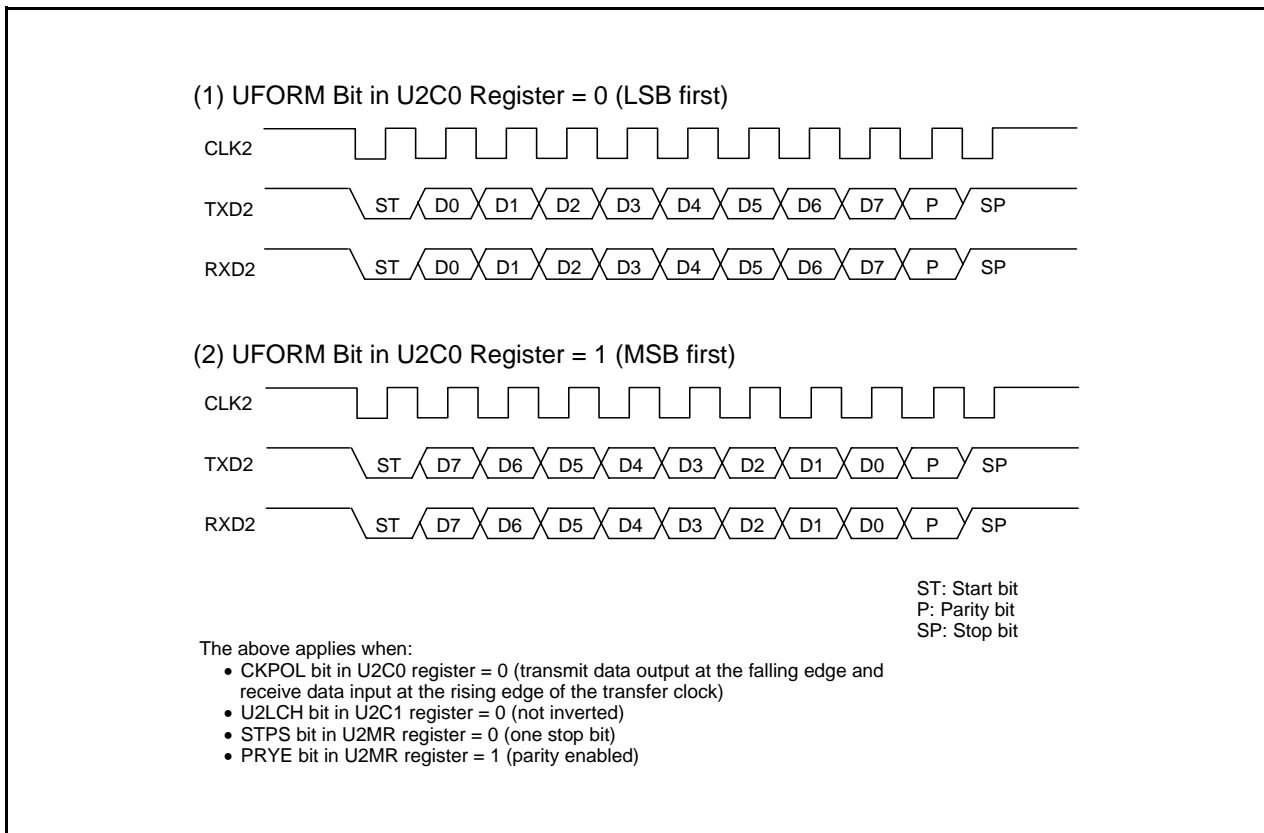 (1) UFORM Bit in U2C0 Register = 0 (LSB first)
CLK2
TXD2 ST D0 D1 D2 D3 D4 D5 D6 D7 P SP
RXD2 ST D0 D1 D2 D3 D4 D5 D6 D7 P SP
(2) UFORM Bit in U2C0 Register = 1 (MSB first)
CLK2
TXD2 ST D7 D6 D5 D4 D3 D2 D1 D0 P SP
RXD2 ST D7 D6 D5 D4 D3 D2 D1 D0 P SP
ST: Start bit
P: Parity bit
SP: Stop bit
The above applies when:
• CKPOL bit in U2C0 register = 0 (transmit data output at the falling edge and
receive data input at the rising edge of the transfer clock)
• U2LCH bit in U2C1 register = 0 (not inverted)
• STPS bit in U2MR register = 0 (one stop bit)
• PRYE bit in U2MR register = 1 (parity enabled)